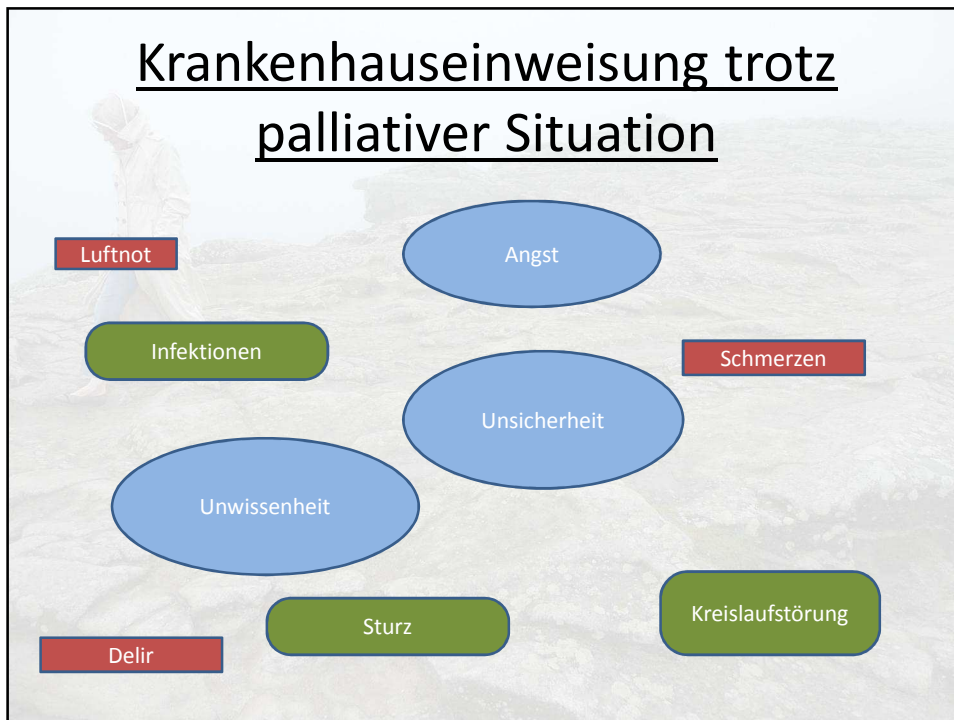 Krankenhauseinweisung trotz
palliativer Situation
Luftnot
Angst
Infektionen
Schmerzen
Unsicherheit
Unwissenheit
Sturz
Kreislaufstörung
Delir